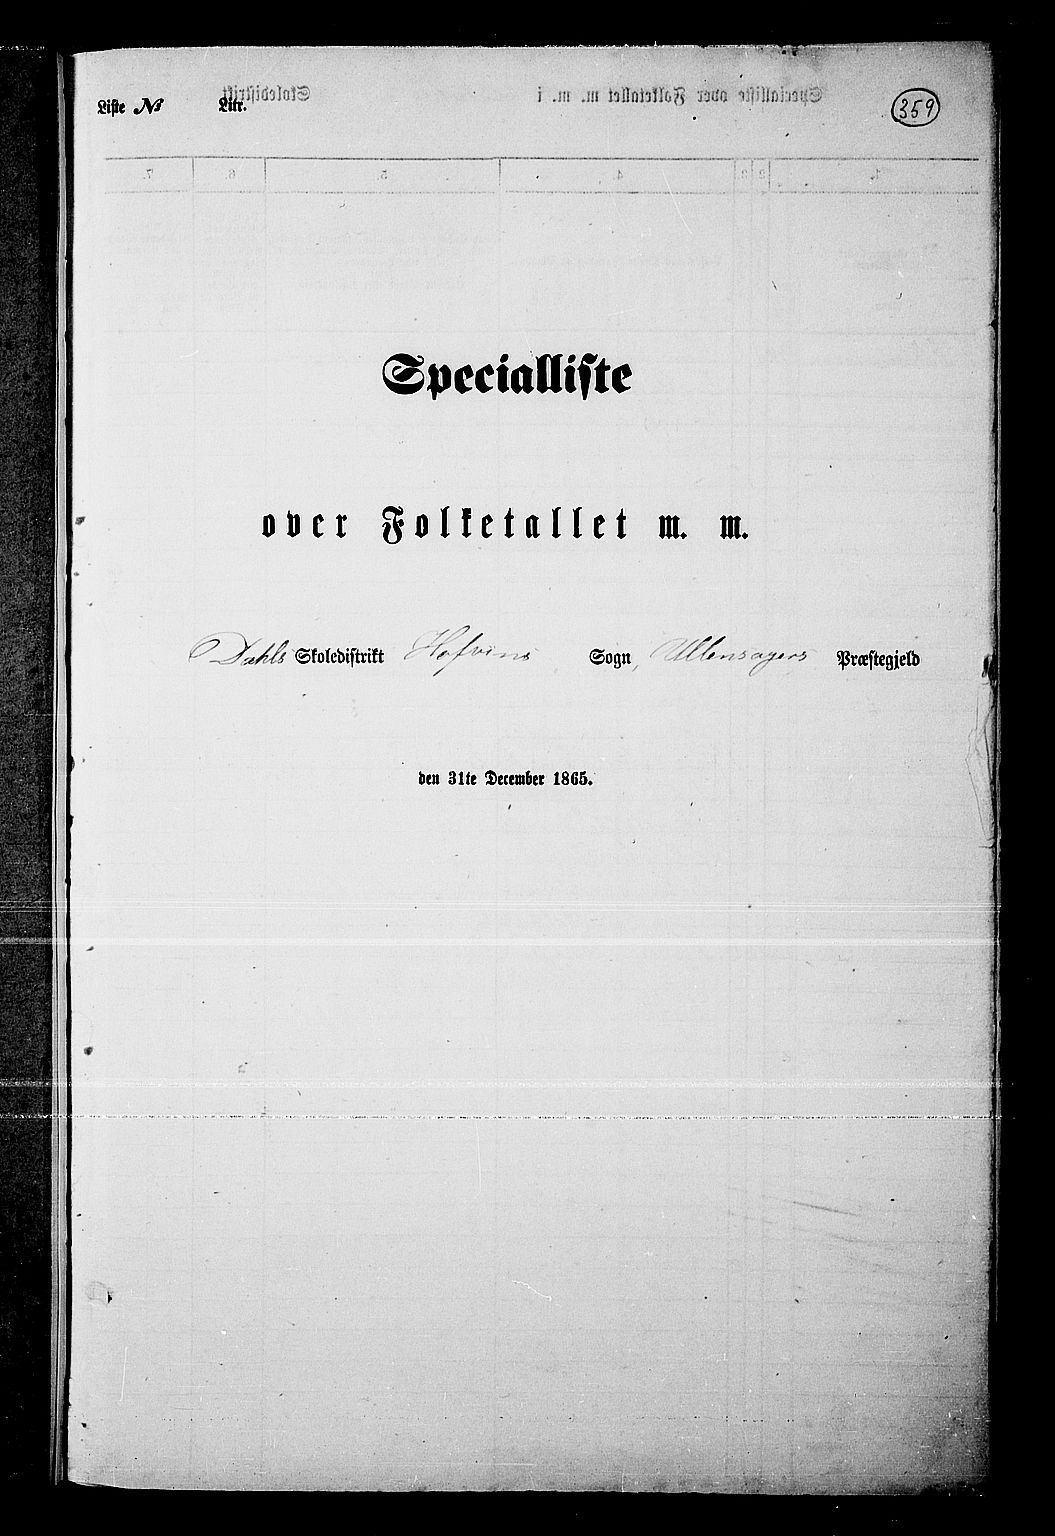 Liste № Litr. 359
Specialliste
over Folketallet m. m.
Dahls Skoledistrikt Hofvins Sogn, Ullensagers Præstegjeld
den 31te December 1865.